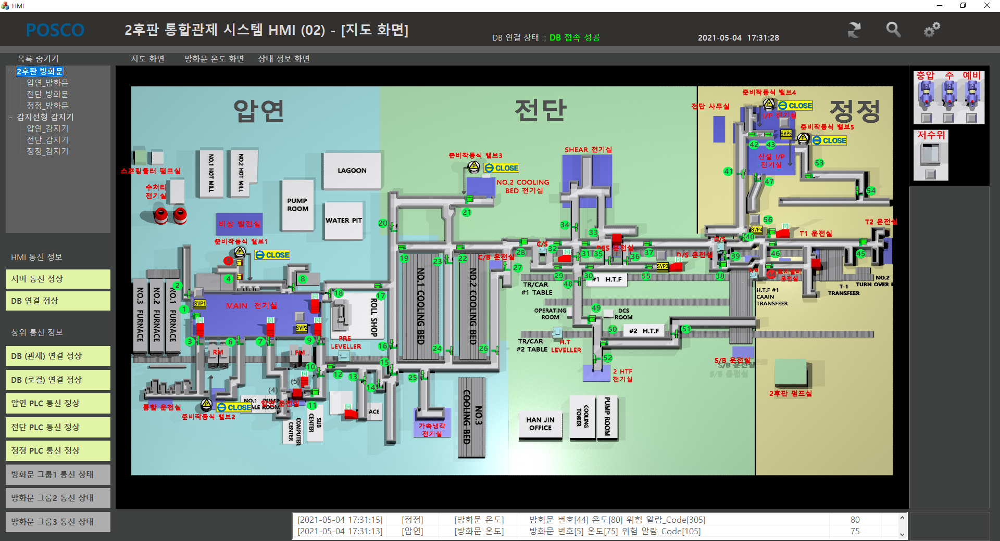 HMI
POSCO
2후판 통합관제 시스템 HMI (02) - [지도 화면]
DB 연결 상태 : DB 접속 성공
2021-05-04 17:31:28
목록 숨기기
지도 화면
방화문 온도 화면
상태 정보 화면
2후판 방화문
압연_방화문
전단_방화문
정정_방화문
감지선형 감지기
압연_감지기
전단_감지기
정정_감지기
HMI 통신 정보
서버 통신 정상
DB 연결 정상
상위 통신 정보
DB (관제) 연결 정상
DB (로컬) 연결 정상
압연 PLC 통신 정상
전단 PLC 통신 정상
정정 PLC 통신 정상
방화문 그룹1 통신 상태
방화문 그룹2 통신 상태
방화문 그룹3 통신 상태
압연
전단
정정
충압 주 예비
저수위
준비작동식 밸브4
CLOSE
전단 사무실
I/P 전기실
준비작동식 밸브5
CLOSE
SVP5
42
43
신설 I/P
전기실
53
41
47
54
스프링클러 펌프실
수처리
전기실
NO.1 HOT MILL
NO.2 HOT MILL
LAGOON
PUMP
ROOM
WATER PIT
비상 발전실
준비작동식 밸브1
CLOSE
준비작동식 밸브3
CLOSE
NO.2 COOLING
BED 전기실
21
20
SHEAR 전기실
34
33
56
SVP4
T1 운전실
T2 운전실
40
D/S
C/S
32
DSS 운전실
D/S 운전실
C/B 운전실
28
31
35
36
37
39
46
45
19
23
22
27
29
30
48
55
SVP3
38
44
운전실
5
4
8
2
1
3
6
7
9
NO.3 FURNACE
NO.2 FURNACE
NO.1 FURNACE
SVP1
MAIN 전기실
SVP2
18
17
ROLL SHOP
NO.1 COOLING BED
NO.2 COOLING BED
TR/CAR
#1 TABLE
#1 H.T.F
H.T.F #1
CAAIN
TRANSFEER
T-1
TRANSFEER
NO.2
TURN OVER
OPERATING
ROOM
49
DCS
ROOM
50
#2 H.T.F
51
TR/CAR
#2 TABLE
H.T
LEVELLER
52
2 HTF
전기실
S/B 운전실
S/B 운전실
S/B 운전실
PRE
LEVELLER
16
24
26
RM
FM
10
12
13
14
15
25
(4)
(5)
11
통합 운전실
준비작동식 밸브2
CLOSE
NO.1 PUMP
압연 운전실
COMPUTER
CENTER
SUB
CENTER
ACE
가속냉각
전기실
NO.3
COOLING BED
HAN JIN
OFFICE
COOLING
TOWER
PUMP ROOM
2후판 펌프실
[2021-05-04 17:31:15] [정정] [방화문 온도] 방화문 번호[44] 온도[80] 위험 알람_Code[305] 80
[2021-05-04 17:31:13] [압연] [방화문 온도] 방화문 번호[5] 온도[75] 위험 알람_Code[105] 75